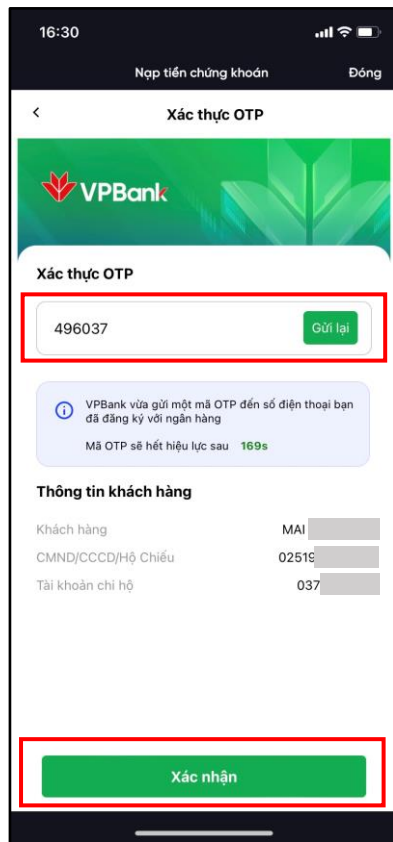 16:30
Nạp tiền chứng khoán Đóng
Xác thực OTP
VPBank
Xác thực OTP
496037 Gửi lại
VPBank vừa gửi một mã OTP đến số điện thoại bạn
đã đăng ký với ngân hàng
Mã OTP sẽ hết hiệu lực sau 169s
Thông tin khách hàng
Khách hàng MAI
CMND/CCCD/Hộ Chiếu 02519
Tài khoản chi hộ 037
Xác nhận